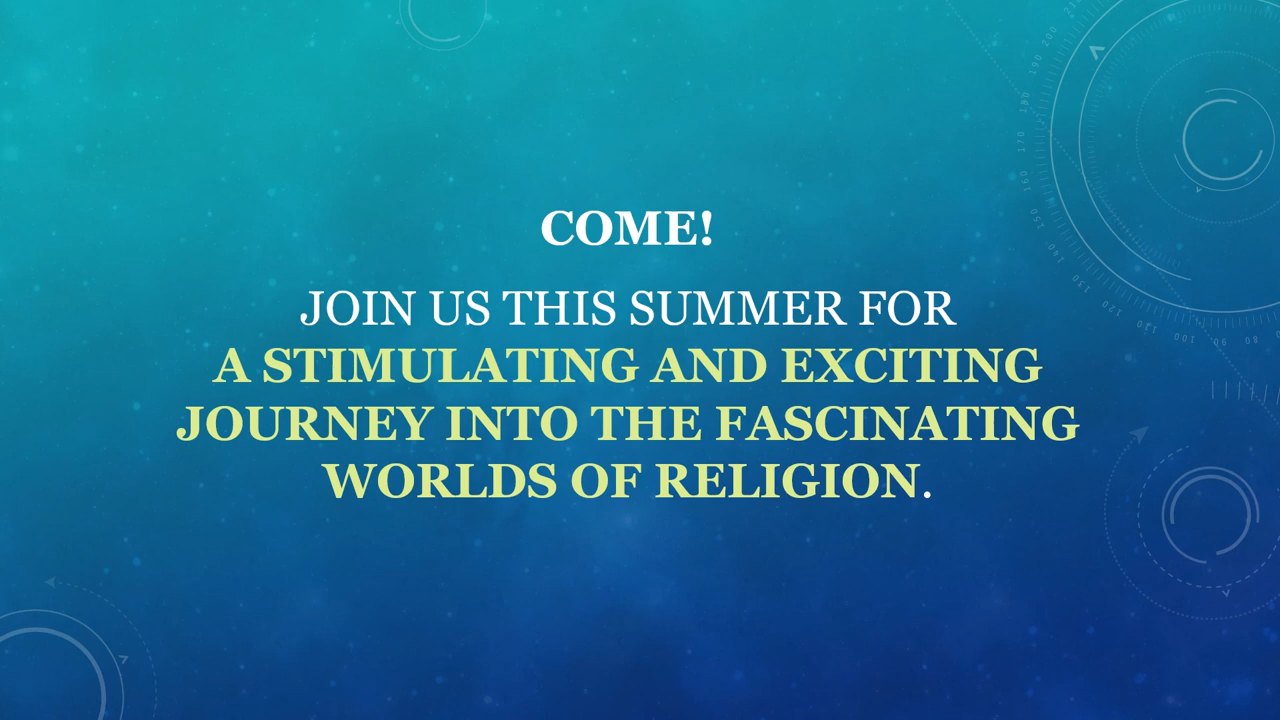 COME!
JOIN US THIS SUMMER FOR
A STIMULATING AND EXCITING
JOURNEY INTO THE FASCINATING
WORLDS OF RELIGION.